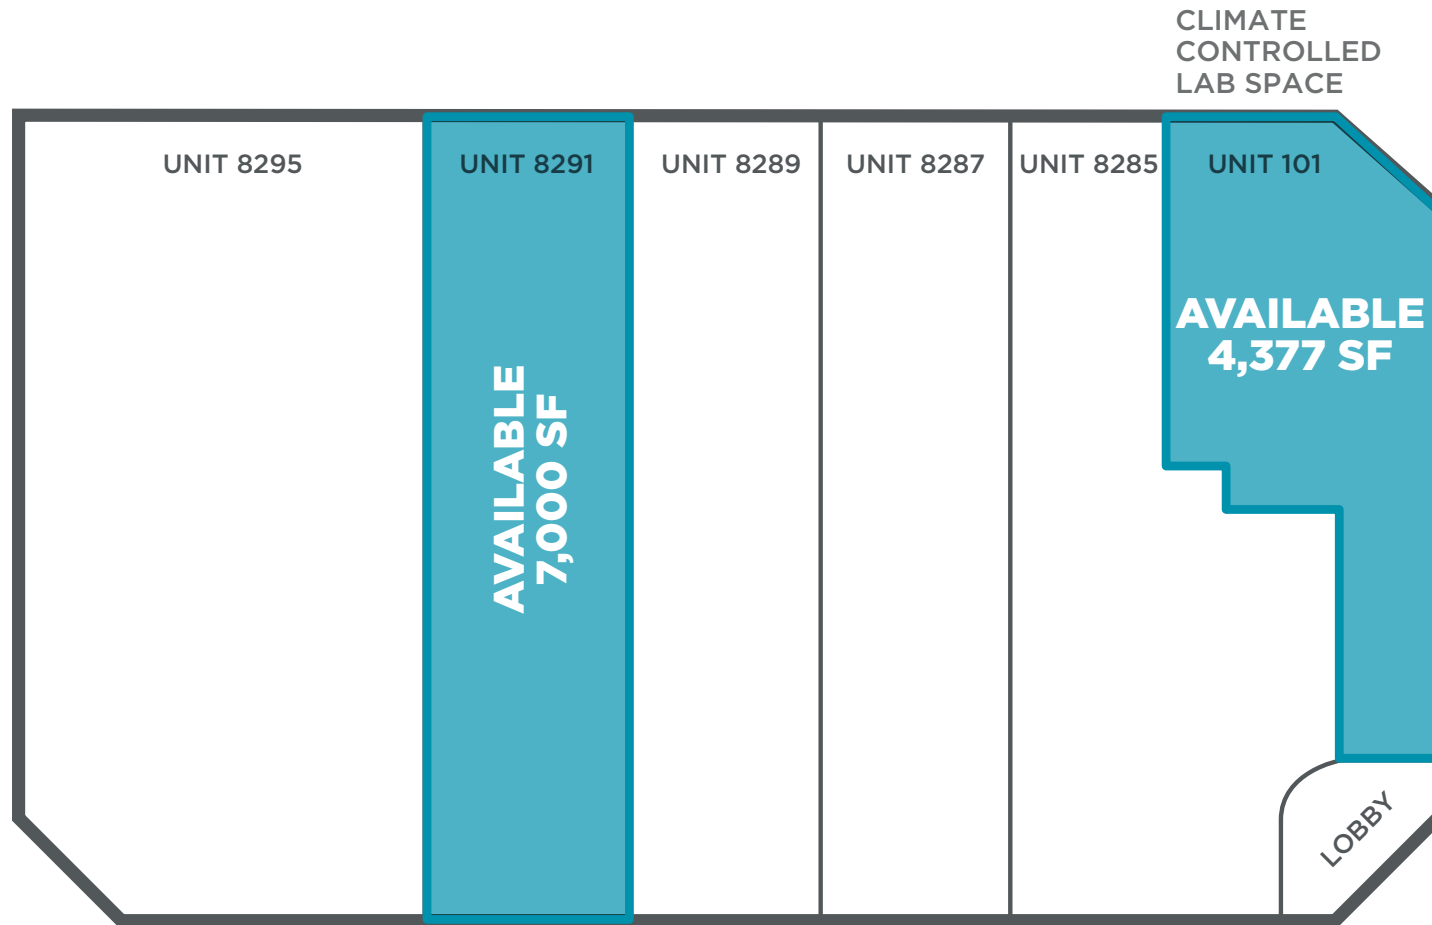 CLIMATE
CONTROLLED
LAB SPACE
UNIT 8295
UNIT 8291
UNIT 8289
UNIT 8287
UNIT 8285
UNIT 101
AVAILABLE
7,000 SF
AVAILABLE
4,377 SF
LOBBY